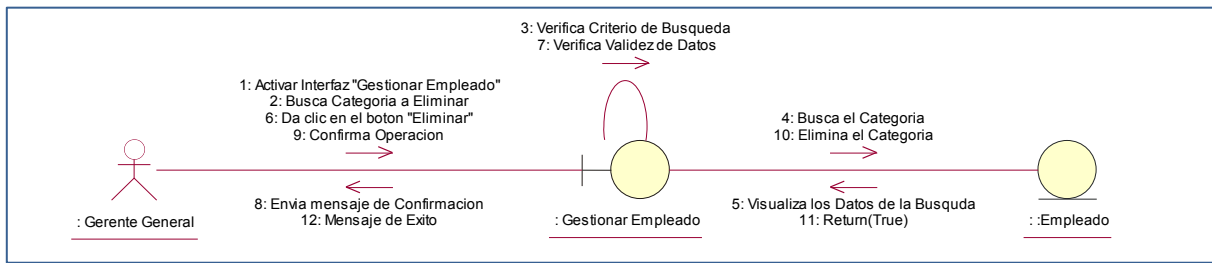 3: Verifica Criterio de Busqueda
7: Verifica Validez de Datos
1: Activar Interfaz "Gestionar Empleado"
2: Busca Categoria a Eliminar
6: Da clic en el boton "Eliminar"
9: Confirma Operacion
4: Busca el Categoria
10: Elimina el Categoria
8: Envia mensaje de Confirmacion
12: Mensaje de Exito
5: Visualiza los Datos de la Busquda
11: Return(True)
: Gerente General
: Gestionar Empleado
: :Empleado